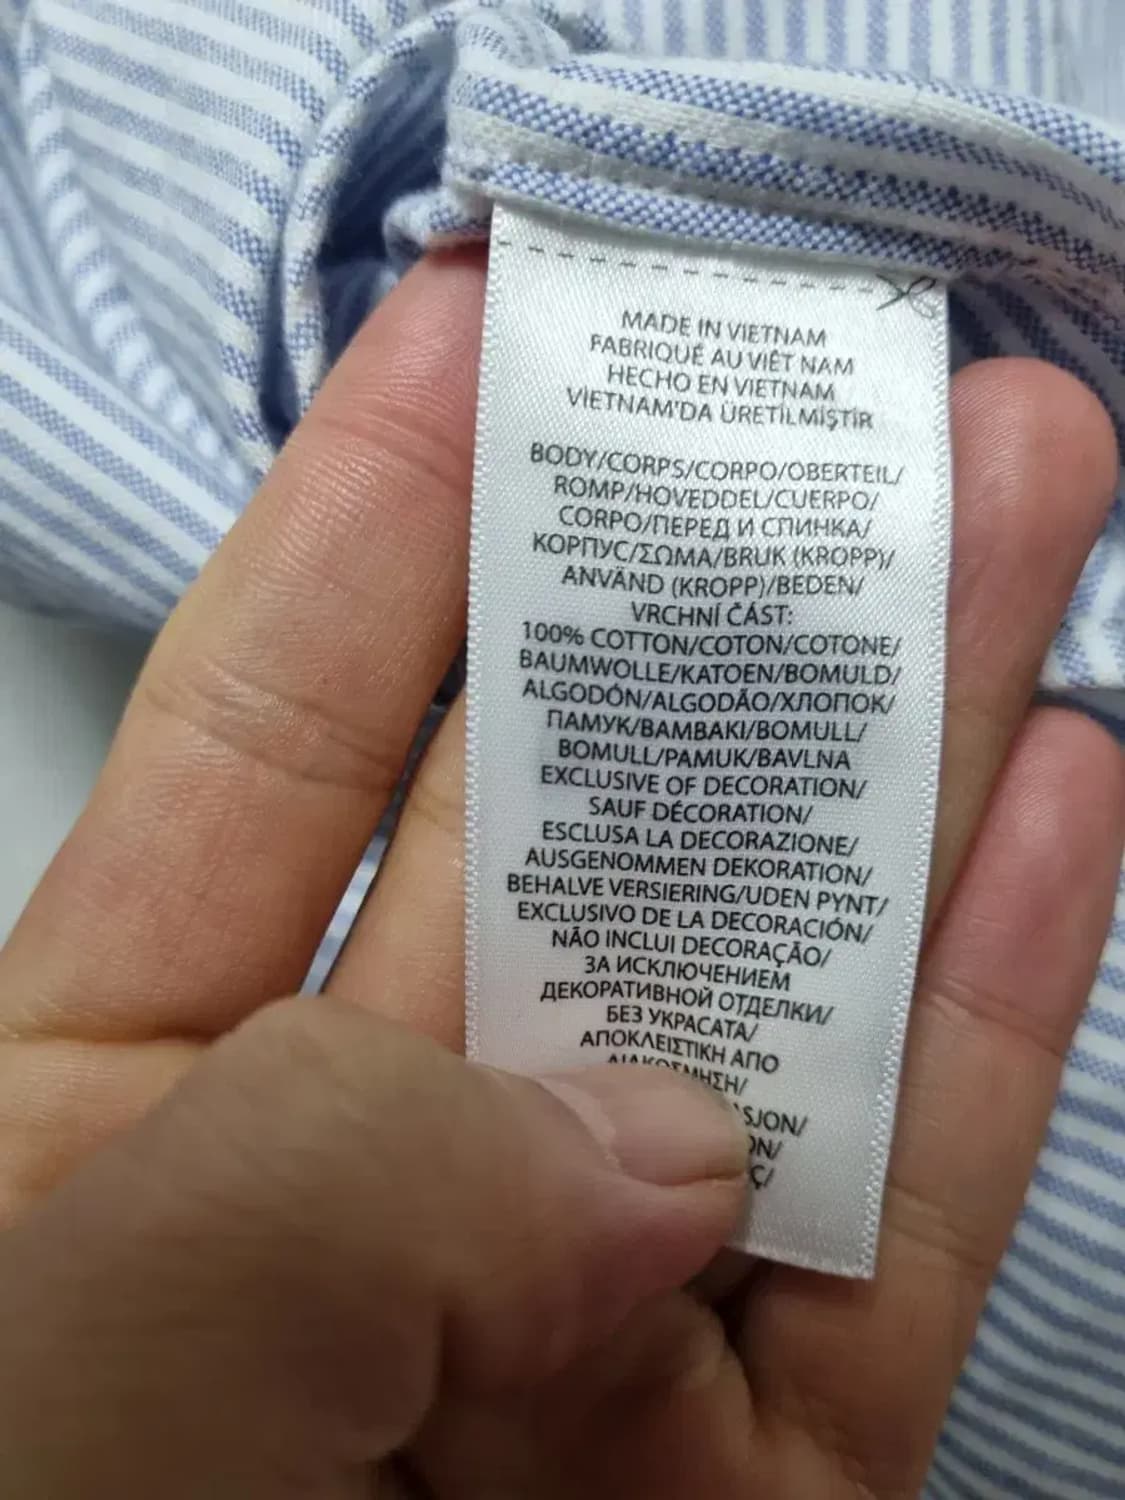 MADE IN VIETNAM
FABRIQUÉ AU VIÊT NAM
HECHO EN VIETNAM
VİETNAM'DA ÜRETİLMİŞTİR
BODY/CORPS/CORPO/OBERTEIL/
ROMP/HOVEDDEL/CUERPO/
CORPO/ПЕРЕД И СПИНКА/
КОРПУС/ΣΩΜΑ/BRUK (KROPP)/
ANVÄND (KROPP)/BEDEN/
VRCHNÍ ČÁST:
100% COTTON/COTON/COTONE/
BAUMWOLLE/KATOEN/BOMULD/
ALGODÓN/ALGODÃO/ХЛОПОК/
ПАМУК/ΒΑΜΒΑΚΙ/BOMULL/
BOMULL/PAMUK/BAVLNA
EXCLUSIVE OF DECORATION/
SAUF DÉCORATION/
ESCLUSA LA DECORAZIONE/
AUSGENOMMEN DEKORATION/
BEHALVE VERSIERING/UDEN PYNT/
EXCLUSIVO DE LA DECORACIÓN/
NÃO INCLUI DECORAÇÃO/
ЗА ИСКЛЮЧЕНИЕМ
ДЕКОРАТИВНОЙ ОТДЕЛКИ/
БЕЗ УКРАСАТА/
ΑΠΟΚΛΕΙΣΤΙΚΗ ΑΠΟ
ΔΙΑΚΟΣΜΗΣΗ/